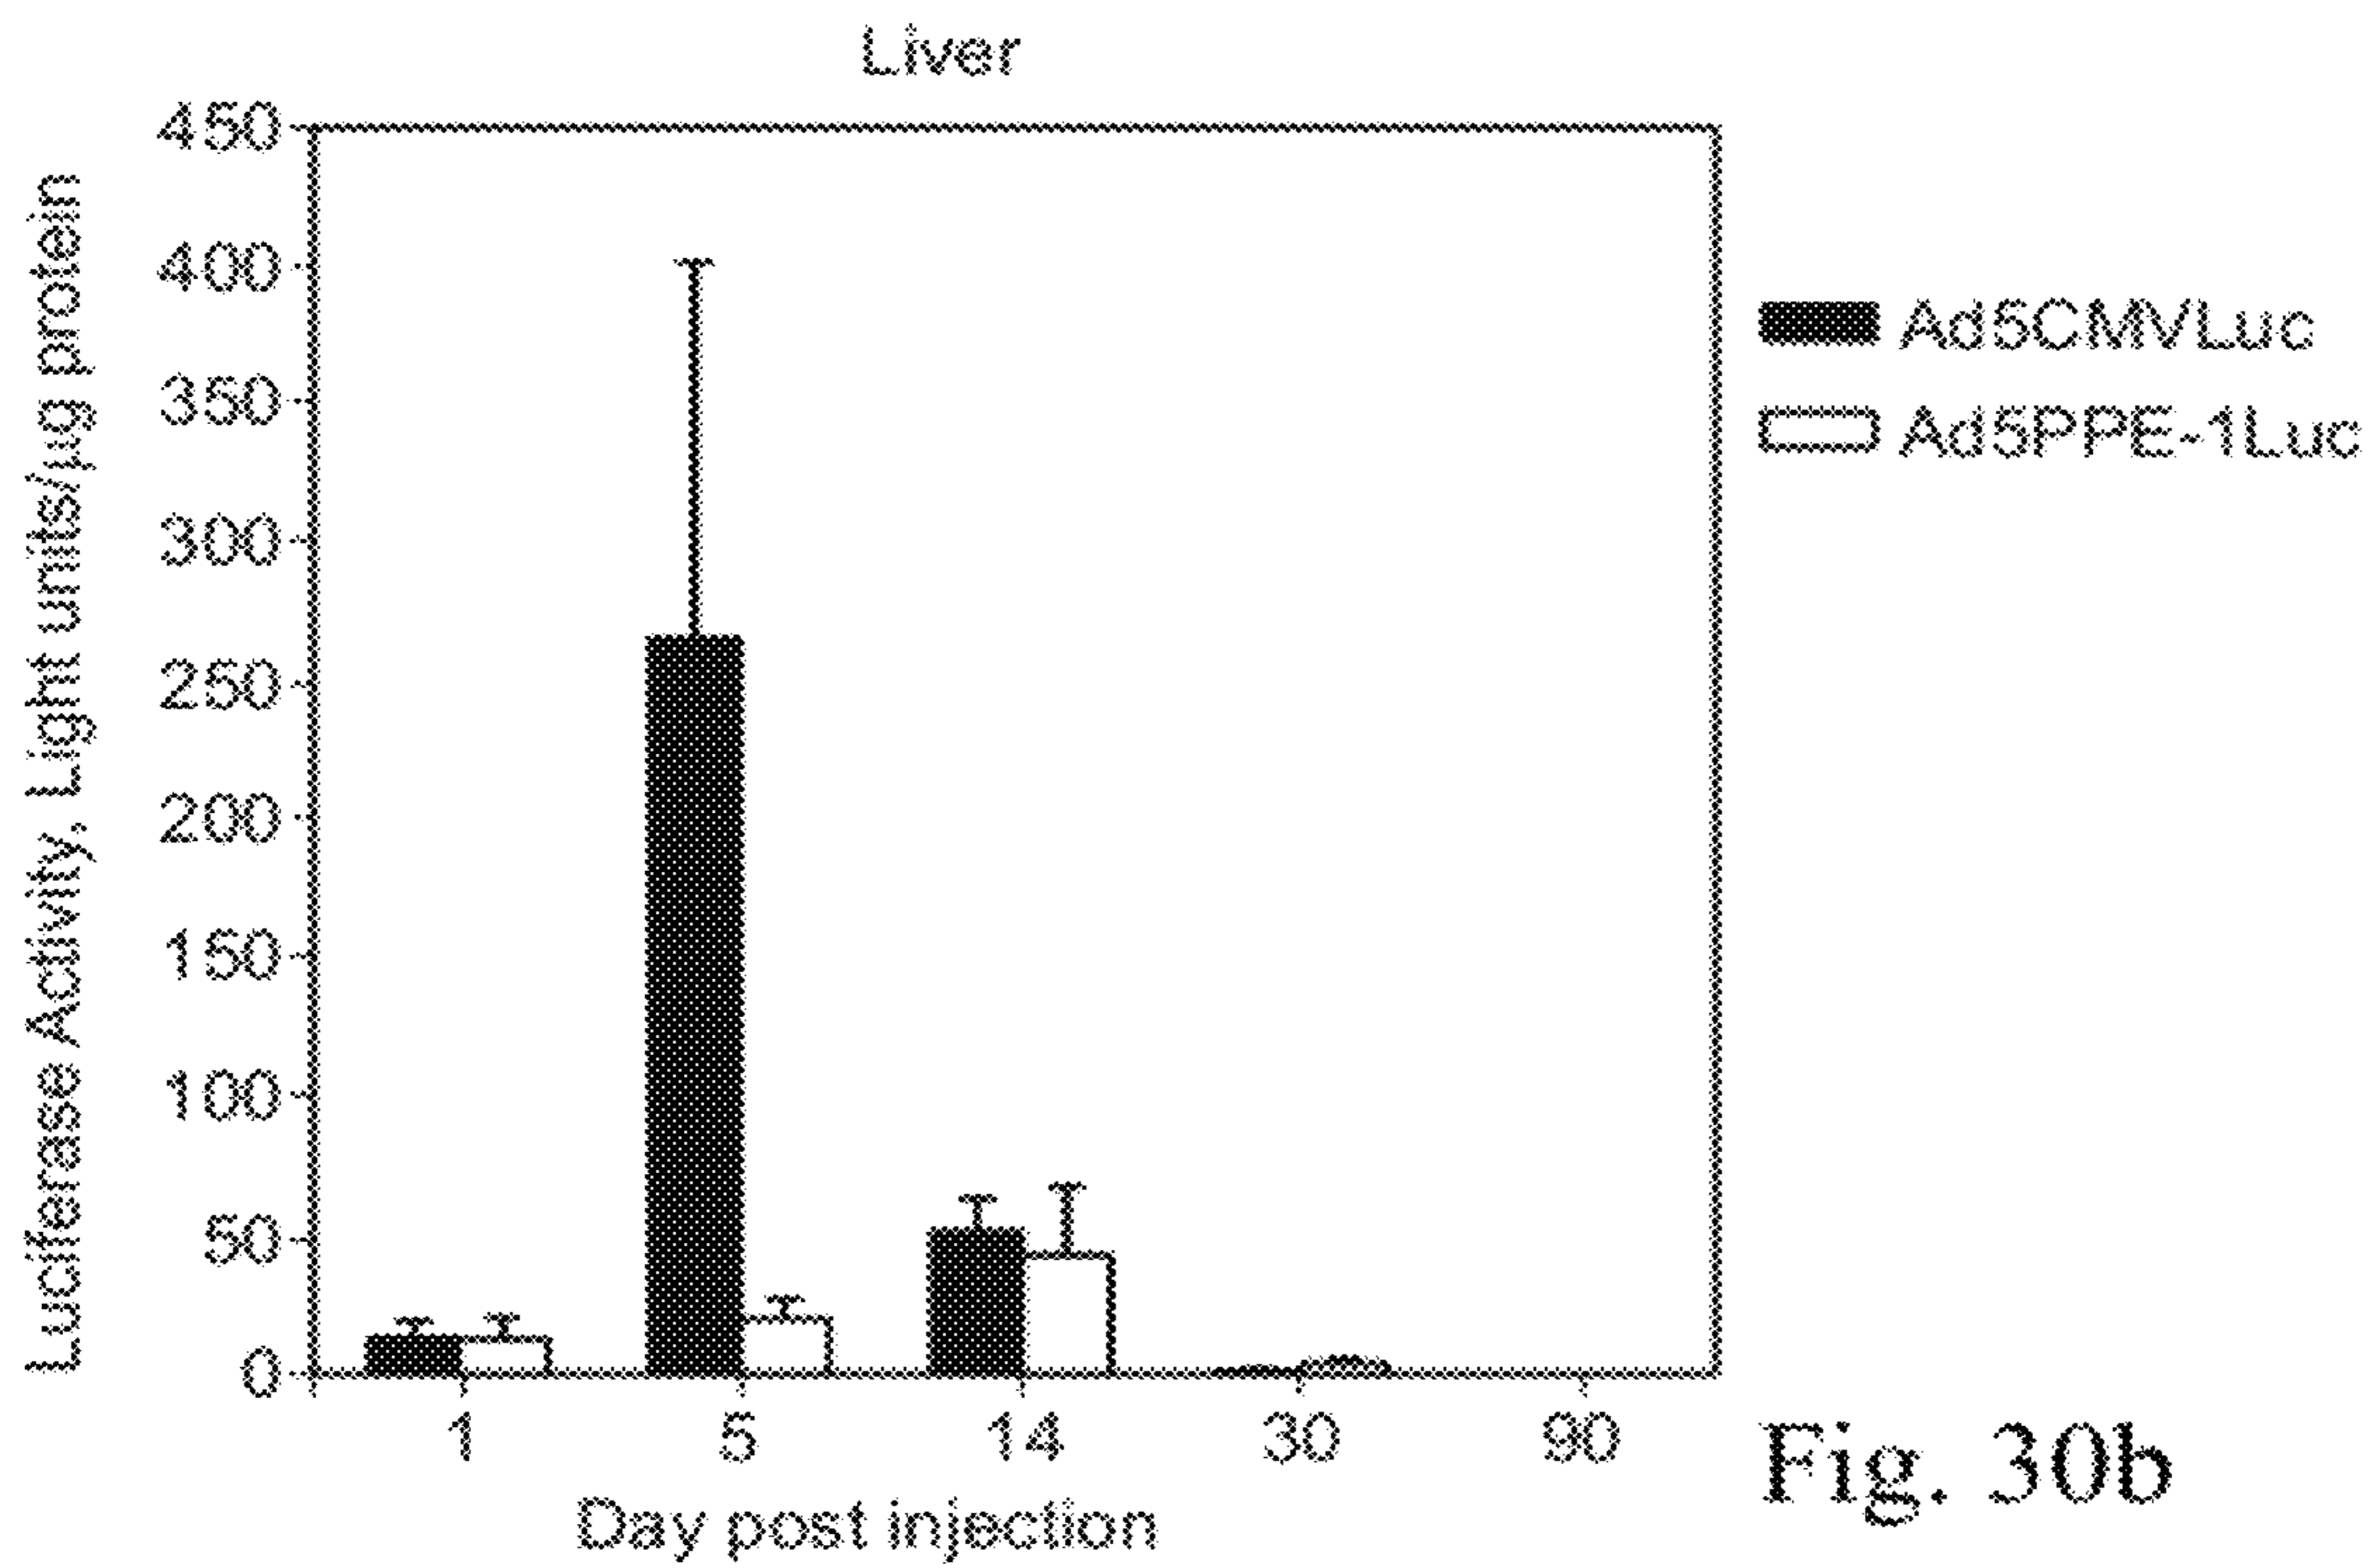 Liver
Luciferase Activity, Light units/µg protein
450
400
350
300
250
200
150
100
50
0
Ad5CMVLuc
Ad5PPE-1Luc
1 5 14 30 90
Day post injection
Fig. 30b